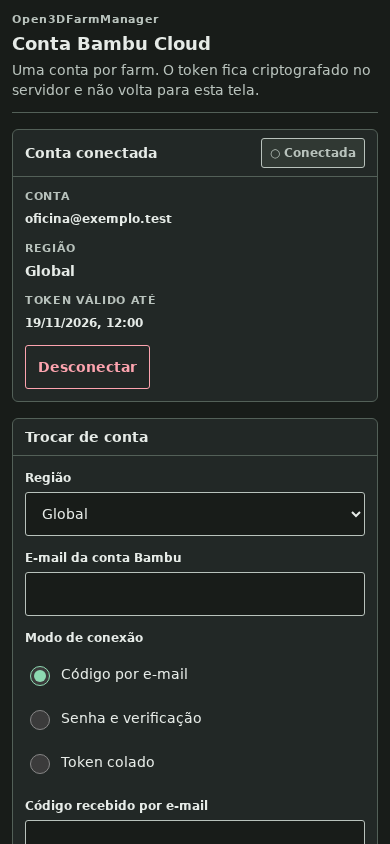 Open3DFarmManager
Conta Bambu Cloud
Uma conta por farm. O token fica criptografado no
servidor e não volta para esta tela.
Conta conectada
○ Conectada
CONTA
oficina@exemplo.test
REGIÃO
Global
TOKEN VÁLIDO ATÉ
19/11/2026, 12:00
Desconectar
Trocar de conta
Região
Global
E-mail da conta Bambu
Modo de conexão
Código por e-mail
Senha e verificação
Token colado
Código recebido por e-mail